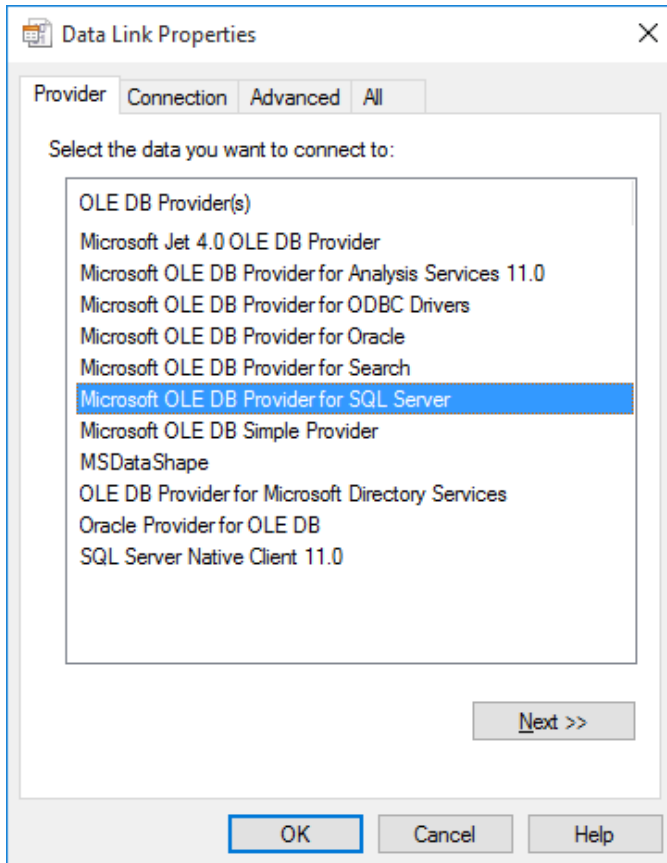 Data Link Properties
Provider Connection Advanced All
Select the data you want to connect to:
OLE DB Provider(s)
Microsoft Jet 4.0 OLE DB Provider
Microsoft OLE DB Provider for Analysis Services 11.0
Microsoft OLE DB Provider for ODBC Drivers
Microsoft OLE DB Provider for Oracle
Microsoft OLE DB Provider for Search
Microsoft OLE DB Provider for SQL Server
Microsoft OLE DB Simple Provider
MSDataShape
OLE DB Provider for Microsoft Directory Services
Oracle Provider for OLE DB
SQL Server Native Client 11.0
Next >>
OK Cancel Help